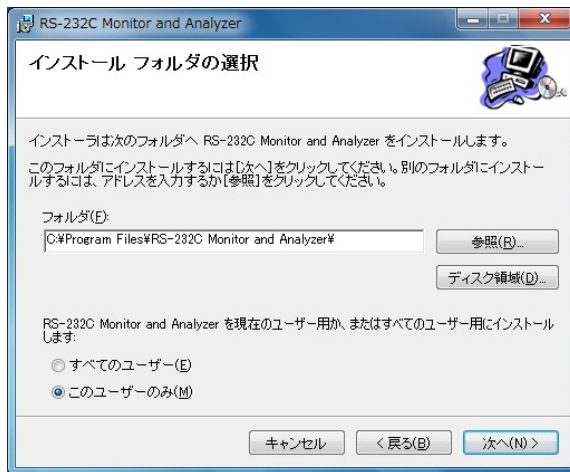 RS-232C Monitor and Analyzer
インストール フォルダの選択
インストーラは次のフォルダへ RS-232C Monitor and Analyzer をインストールします。
このフォルダにインストールするには[次へ]をクリックしてください。別のフォルダにインストー
ルするには、アドレスを入力するか[参照]をクリックしてください。
フォルダ(F):
C:¥Program Files¥RS-232C Monitor and Analyzer¥
参照(R)...
ディスク領域(D)...
RS-232C Monitor and Analyzer を現在のユーザー用か、またはすべてのユーザー用にインストール
します:
すべてのユーザー(E)
このユーザーのみ(M)
キャンセル
< 戻る(B)
次へ(N) >